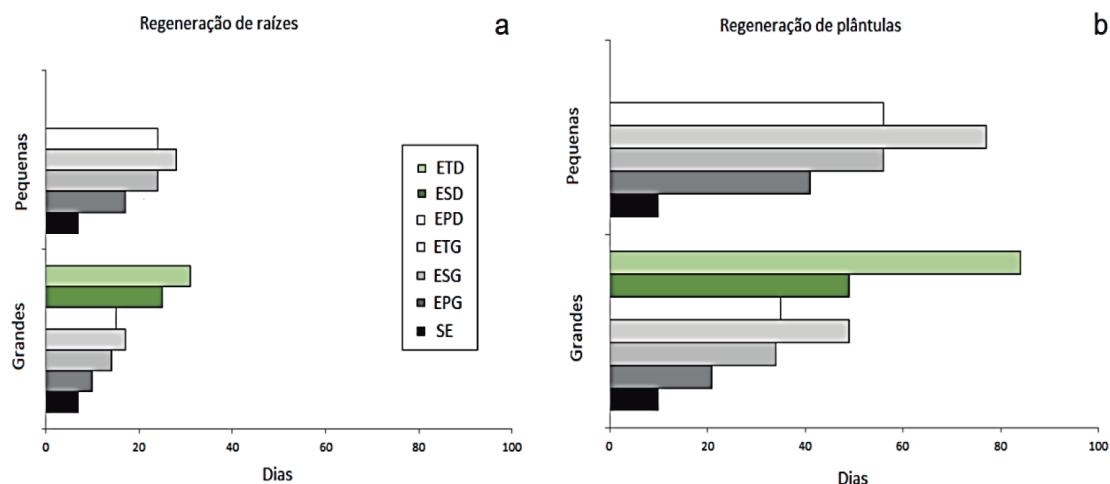 Regeneração de raízes
a
Pequenas
Grandes
0 20 40 60 80 100
Dias
ETD
ESD
EPD
ETG
ESG
EPG
SE
Regeneração de plântulas
b
Pequenas
Grandes
0 20 40 60 80 100
Dias